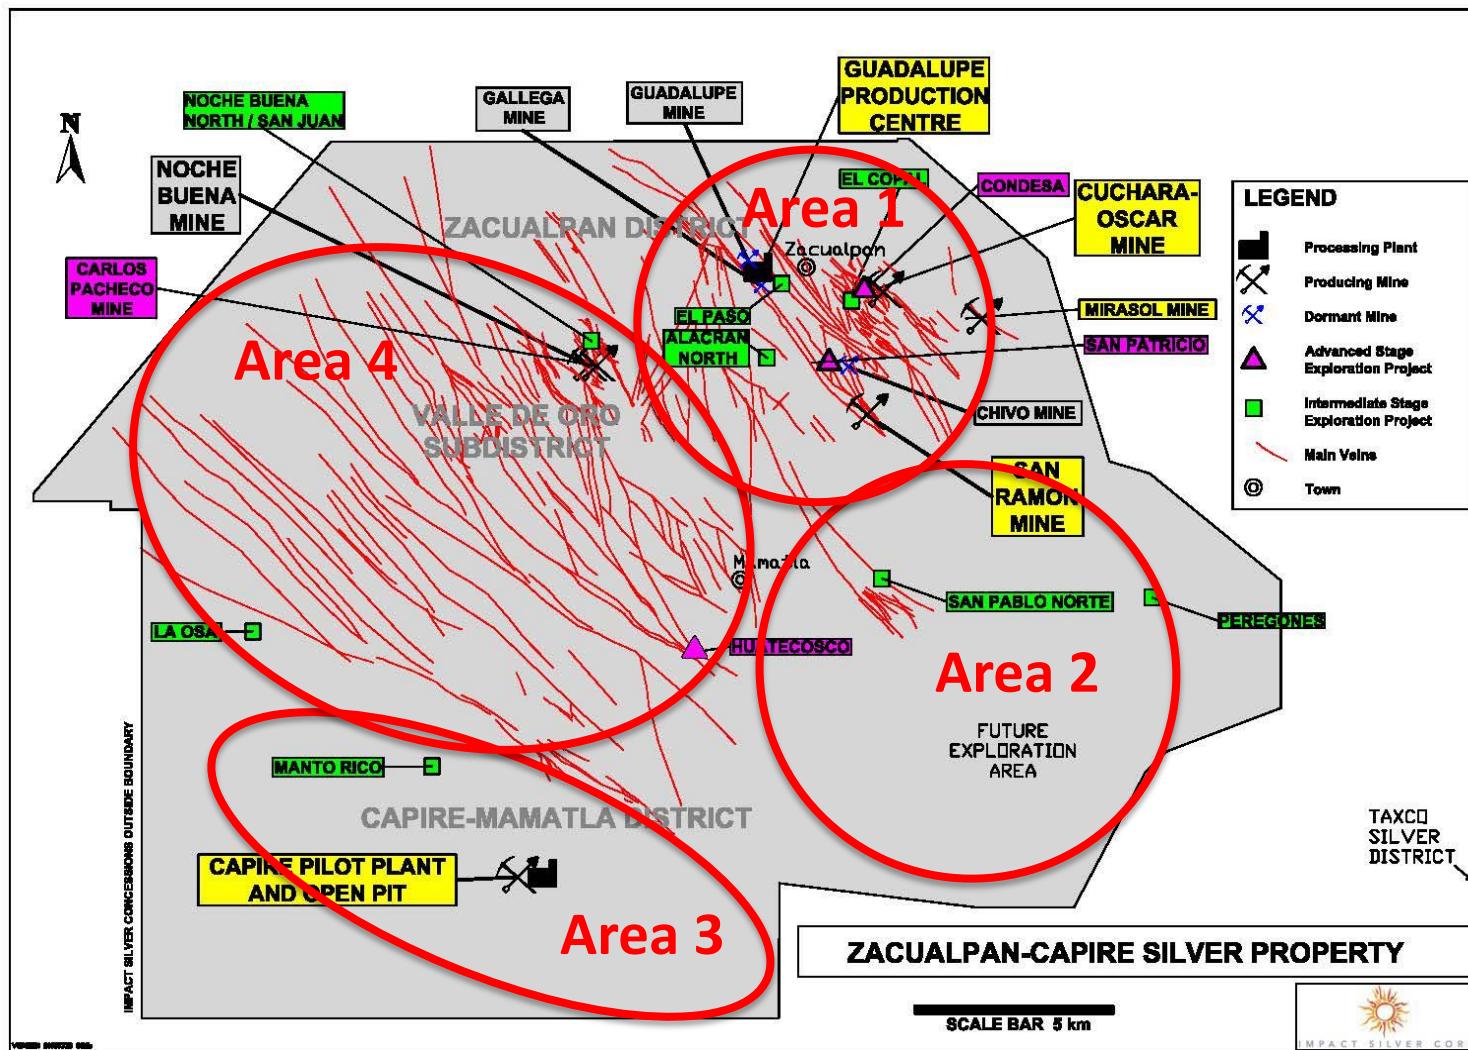 GUADALUPE
PRODUCTION
CENTRE
GUADALUPE
MINE
GALLEGA
MINE
NOCHE BUENA
NORTH / SAN JUAN
N
NOCHE
BUENA
MINE
EL COPAL
CONDESA
CUCHARA-
OSCAR
MINE
Area 1
ZACUALPAN DISTRICT
Zacualpan
CARLOS
PACHECO
MINE
EL PASO
MIRASOL MINE
ALACRAN
NORTH
SAN PATRICIO
Area 4
VALLE DE ORO
SUBDISTRICT
CHIVO MINE
SAN
RAMON
MINE
LEGEND
Processing Plant
Producing Mine
Dormant Mine
Advanced Stage
Exploration Project
Intermediate Stage
Exploration Project
Main Veins
Town
Mamatla
SAN PABLO NORTE
PEREGONES
LA OSA
HUATECOSCO
Area 2
FUTURE
EXPLORATION
AREA
IMPACT SILVER CONCESSIONS OUTSIDE BOUNDARY
MANTO RICO
CAPIRE-MAMATLA DISTRICT
TAXCO
SILVER
DISTRICT
CAPIRE PILOT PLANT
AND OPEN PIT
Area 3
ZACUALPAN-CAPIRE SILVER PROPERTY
SCALE BAR 5 km
IMPACT SILVER COR